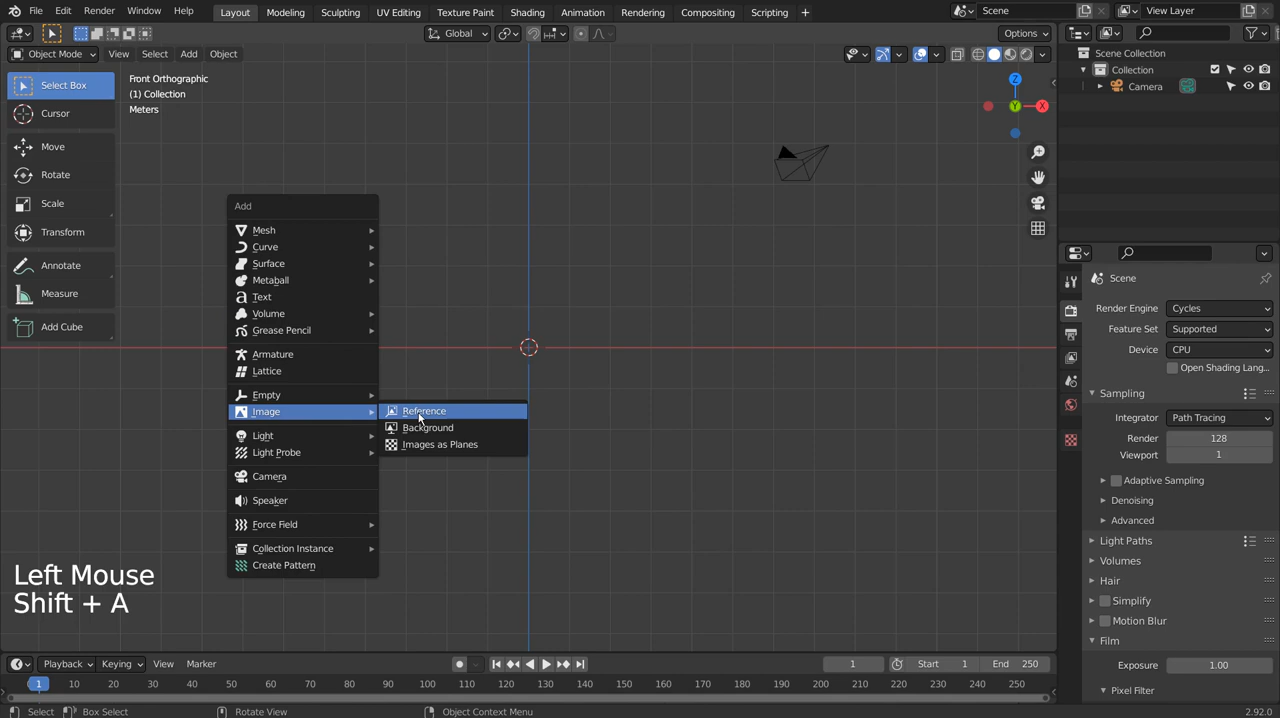 File Edit Render Window Help Layout Modeling Sculpting UV Editing Texture Paint Shading Animation Rendering Compositing Scripting + Scene View Layer
Global Options
Object Mode View Select Add Object
Select Box
Cursor
Move
Rotate
Scale
Transform
Annotate
Measure
Add Cube
Front Orthographic
(1) Collection
Meters
Z
Y
X
Add
Mesh
Curve
Surface
Metaball
Text
Volume
Grease Pencil
Armature
Lattice
Empty
Image
Light
Light Probe
Camera
Speaker
Force Field
Collection Instance
Create Pattern
Reference
Background
Images as Planes
Left Mouse
Shift + A
Scene Collection
Collection
Camera
Scene
Render Engine Cycles
Feature Set Supported
Device CPU
Open Shading Lang...
Sampling
Integrator Path Tracing
Render 128
Viewport 1
Adaptive Sampling
Denoising
Advanced
Light Paths
Volumes
Hair
Simplify
Motion Blur
Film
Exposure 1.00
Pixel Filter
Playback Keying View Marker 1 Start 1 End 250
1 10 20 30 40 50 60 70 80 90 100 110 120 130 140 150 160 170 180 190 200 210 220 230 240 250
Select Box Select Rotate View Object Context Menu 2.92.0